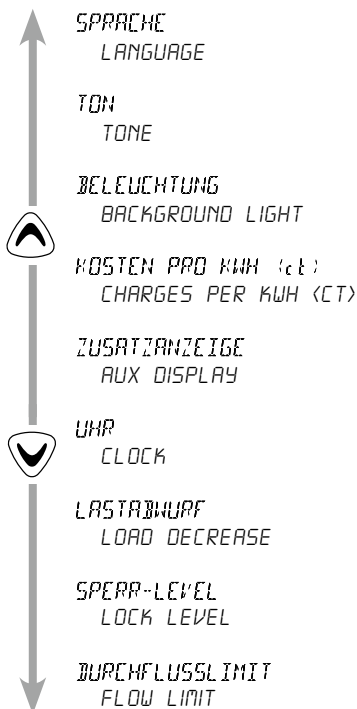 SPRACHE
LANGUAGE
TON
TONE
BELEUCHTUNG
BACKGROUND LIGHT
KOSTEN PRO KWH (ct)
CHARGES PER KWH (CT)
ZUSATZANZEIGE
AUX DISPLAY
UHR
CLOCK
LASTABWURF
LOAD DECREASE
SPERR-LEVEL
LOCK LEVEL
DURCHFLUSSLIMIT
FLOW LIMIT